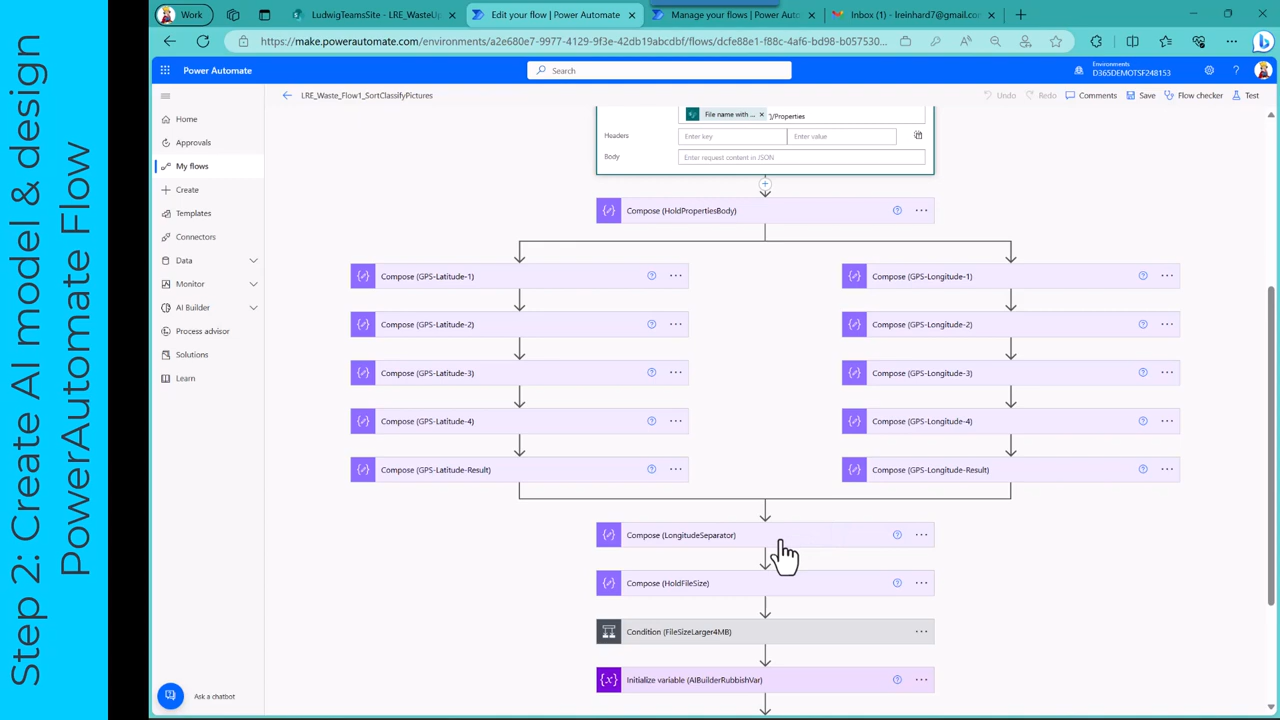 Step 2: Create AI model & design
PowerAutomate Flow
Work
LudwigTeamsSite - LRE_WasteUp
Edit your flow | Power Automate
Manage your flows | Power Aut
Inbox (1) - lreinhard7@gmail.con
https://make.powerautomate.com/environments/a2e680e7-9977-4129-9f3e-20db19abcdbf/flows/dcfe88e1-f88c-4af6-bd98-b057530...
Power Automate
Search
Environments
D365DEMOTSF248153
LRE_Waste_Flow1_SortClassifyPictures
Undo
Redo
Comments
Save
Flow checker
Test
Home
Approvals
My flows
Create
Templates
Connectors
Data
Monitor
AI Builder
Process advisor
Solutions
Learn
Ask a chatbot
File name with ... x ')/Properties
Headers
Enter key
Enter value
Body
Enter request content in JSON
Compose (HoldPropertiesBody)
Compose (GPS-Latitude-1)
Compose (GPS-Longitude-1)
Compose (GPS-Latitude-2)
Compose (GPS-Longitude-2)
Compose (GPS-Latitude-3)
Compose (GPS-Longitude-3)
Compose (GPS-Latitude-4)
Compose (GPS-Longitude-4)
Compose (GPS-Latitude-Result)
Compose (GPS-Longitude-Result)
Compose (LongitudeSeparator)
Compose (HoldFileSize)
Condition (FileSizeLarger4MB)
Initialize variable (AIBuilderRubbishVar)